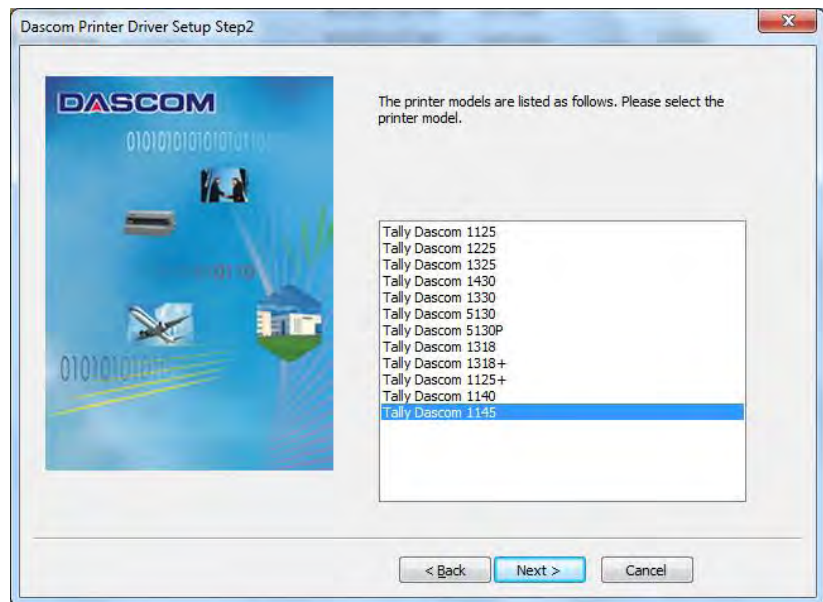 Dascom Printer Driver Setup Step2
DASCOM
The printer models are listed as follows. Please select the
printer model.
Tally Dascom 1125
Tally Dascom 1225
Tally Dascom 1325
Tally Dascom 1430
Tally Dascom 1330
Tally Dascom 5130
Tally Dascom 5130P
Tally Dascom 1318
Tally Dascom 1318+
Tally Dascom 1125+
Tally Dascom 1140
Tally Dascom 1145
< Back
Next >
Cancel